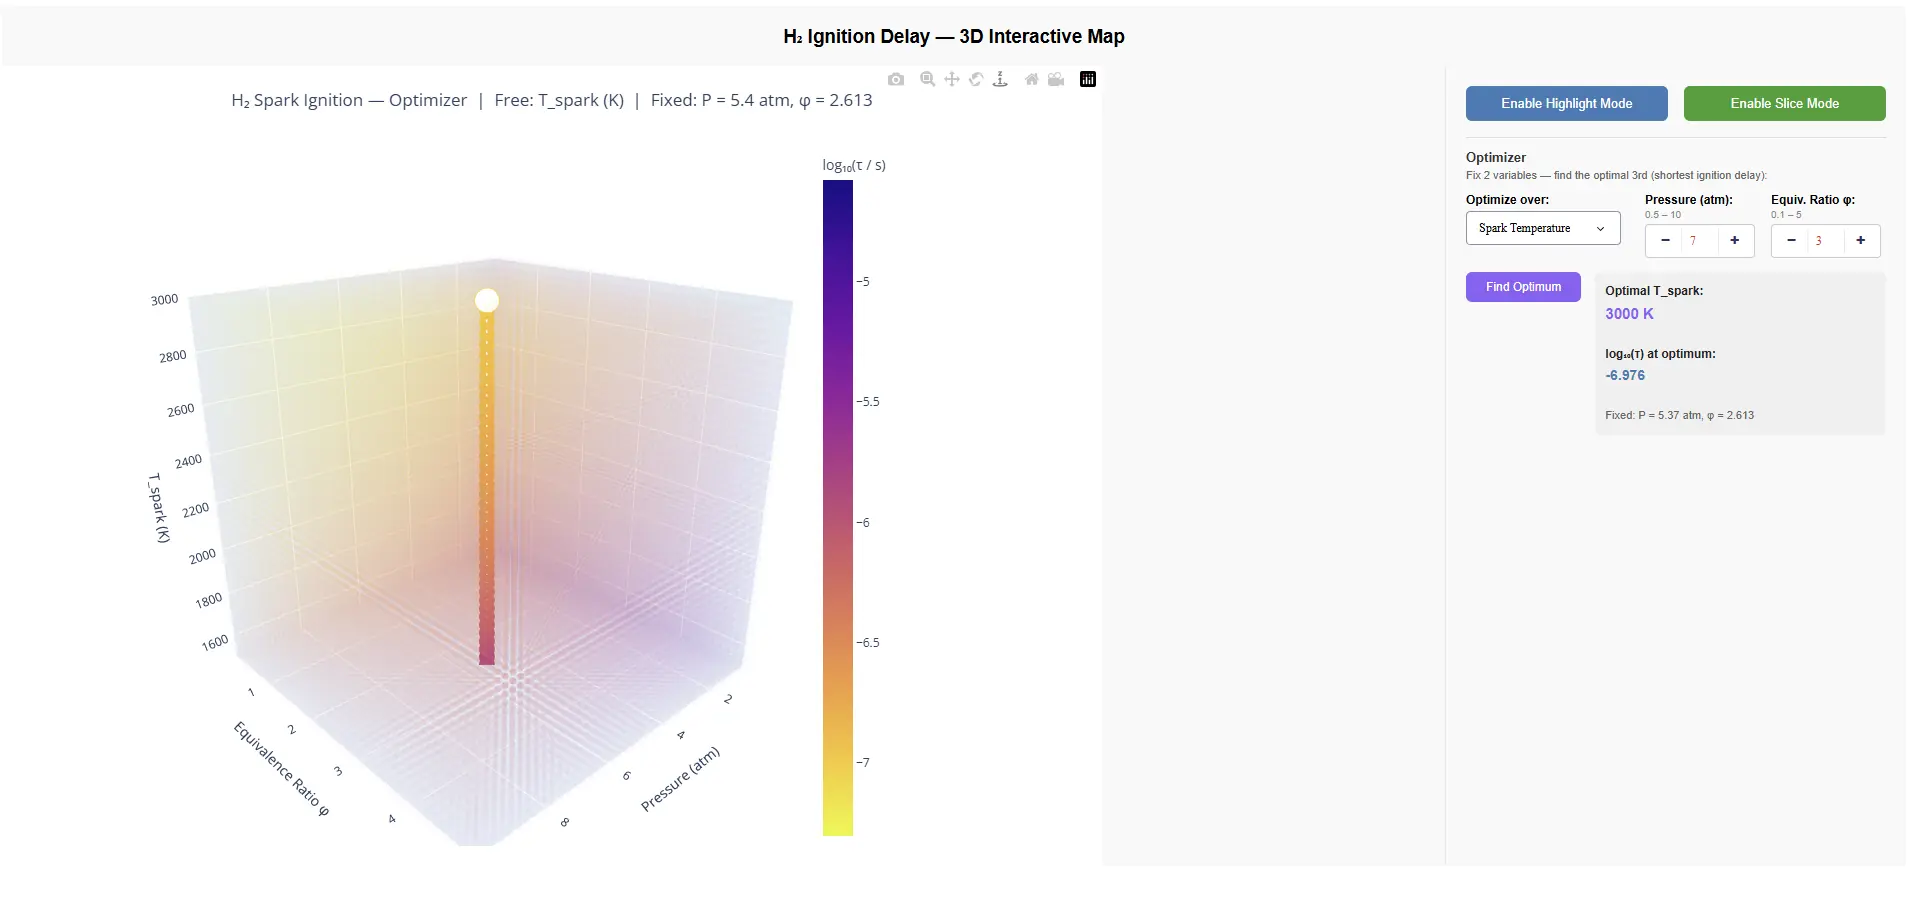 H₂ Ignition Delay — 3D Interactive Map
H₂ Spark Ignition — Optimizer | Free: T_spark (K) | Fixed: P = 5.4 atm, φ = 2.613
log₁₀(τ / s)
−5
−5.5
−6
−6.5
−7
3000
2800
2600
2400
2200
2000
1800
1600
T_spark (K)
1
2
3
4
Equivalence Ratio φ
2
4
6
8
Pressure (atm)
Enable Highlight Mode
Enable Slice Mode
Optimizer
Fix 2 variables — find the optimal 3rd (shortest ignition delay):
Optimize over:
Spark Temperature
Pressure (atm):
0.5 – 10
− 7 +
Equiv. Ratio φ:
0.1 – 5
− 3 +
Find Optimum
Optimal T_spark:
3000 K
log₁₀(τ) at optimum:
-6.976
Fixed: P = 5.37 atm, φ = 2.613